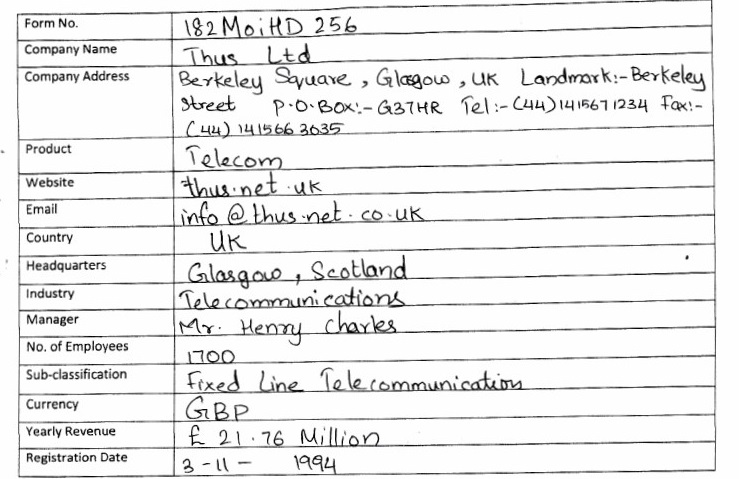 Form No. 182MoiHD 256
Company Name Thus Ltd
Company Address Berkeley Square, Glasgow, UK Landmark:- Berkeley
Street P.O.BOX:- G37HR Tel:- (44)1415671234 Fax:-
(44) 1415663635
Product Telecom
Website thus.net.uk
Email info@thus.net.co.uk
Country UK
Headquarters Glasgow, Scotland
Industry Telecommunications
Manager Mr. Henry Charles
No. of Employees 1700
Sub-classification Fixed Line Telecommunication
Currency GBP
Yearly Revenue £ 21.76 Million
Registration Date 3-11- 1994